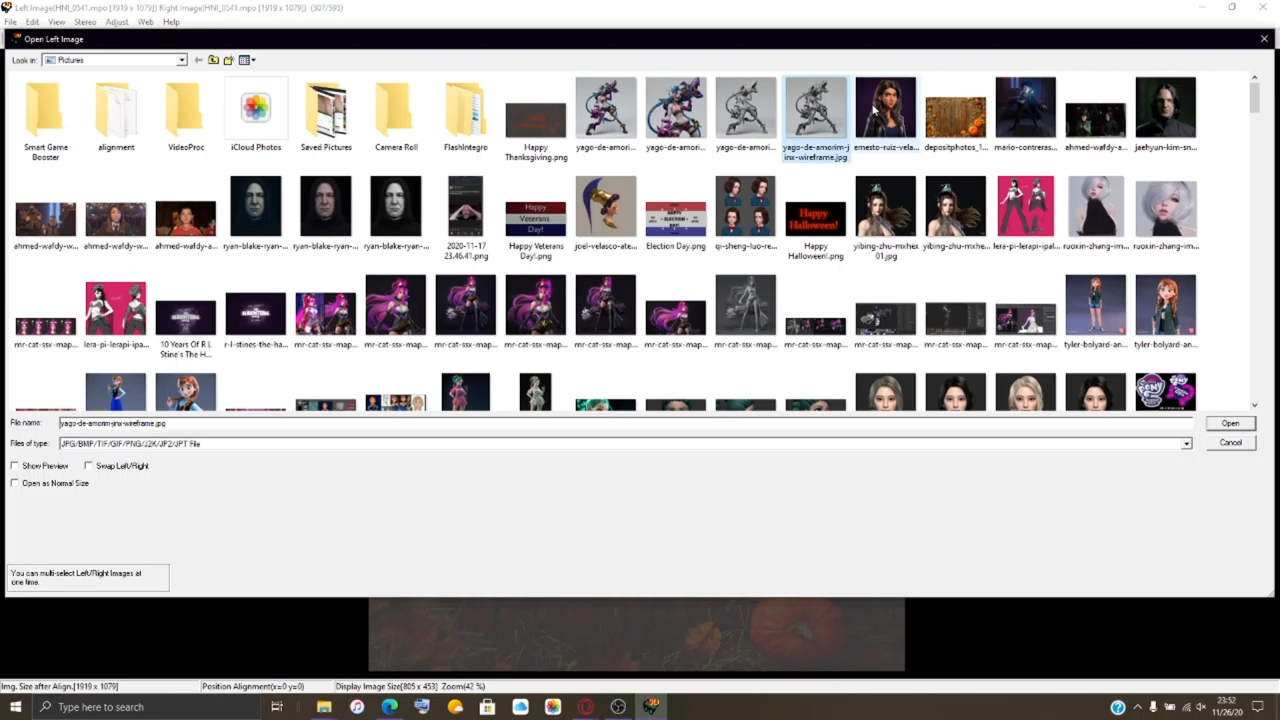 Left Image(HNI_0541.mpo [1919 x 1079]) Right Image(HNI_0541.mpo [1919 x 1079]) (307/595)
File Edit View Stereo Adjust Web Help
Open Left Image
Look in: Pictures
Smart Game Booster
alignment
VideoProc
iCloud Photos
Saved Pictures
Camera Roll
FlashIntegro
Happy Thanksgiving.png
yago-de-amori...
yago-de-amori...
yago-de-amori...
yago-de-amorim-jinx-wireframe.jpg
ernesto-ruiz-vela...
depositphotos_1...
mario-contreras...
ahmed-wafdy-a...
jaehyun-kim-sn...
ahmed-wafdy-w...
ahmed-wafdy-w...
ahmed-wafdy-a...
ryan-blake-ryan-...
ryan-blake-ryan-...
ryan-blake-ryan-...
2020-11-17 23.46.41.png
Happy
Veterans
Day!
Happy Veterans Day!.png
joel-velasco-ate...
HAPPY
ELECTION
DAY!
Election Day.png
qi-sheng-luo-re...
Happy
Halloween!
Happy Halloween!.png
yibing-zhu-mxhex01.jpg
yibing-zhu-mxhe...
lera-pi-lerapi-ipa...
ruoxin-zhang-im...
ruoxin-zhang-im...
mr-cat-ssx-map...
lera-pi-lerapi-ipa...
10 Years Of R L Stine's The H...
r-l-stines-the-ha...
mr-cat-ssx-map...
mr-cat-ssx-map...
mr-cat-ssx-map...
mr-cat-ssx-map...
mr-cat-ssx-map...
mr-cat-ssx-map...
mr-cat-ssx-map...
mr-cat-ssx-map...
mr-cat-ssx-map...
mr-cat-ssx-map...
mr-cat-ssx-map...
tyler-bolyard-an...
tyler-bolyard-an...
File name: yago-de-amorim-jinx-wireframe.jpg
Open
Files of type: JPG/BMP/TIF/GIF/PNG/J2K/JP2/JPT File
Cancel
Show Preview Swap Left/Right
Open as Normal Size
You can multi-select Left/Right Images at
one time.
Img. Size after Align.[1919 x 1079] Position Alignment(x=0 y=0) Display Image Size[805 x 453] Zoom(42 %)
Type here to search
23:52
11/26/20